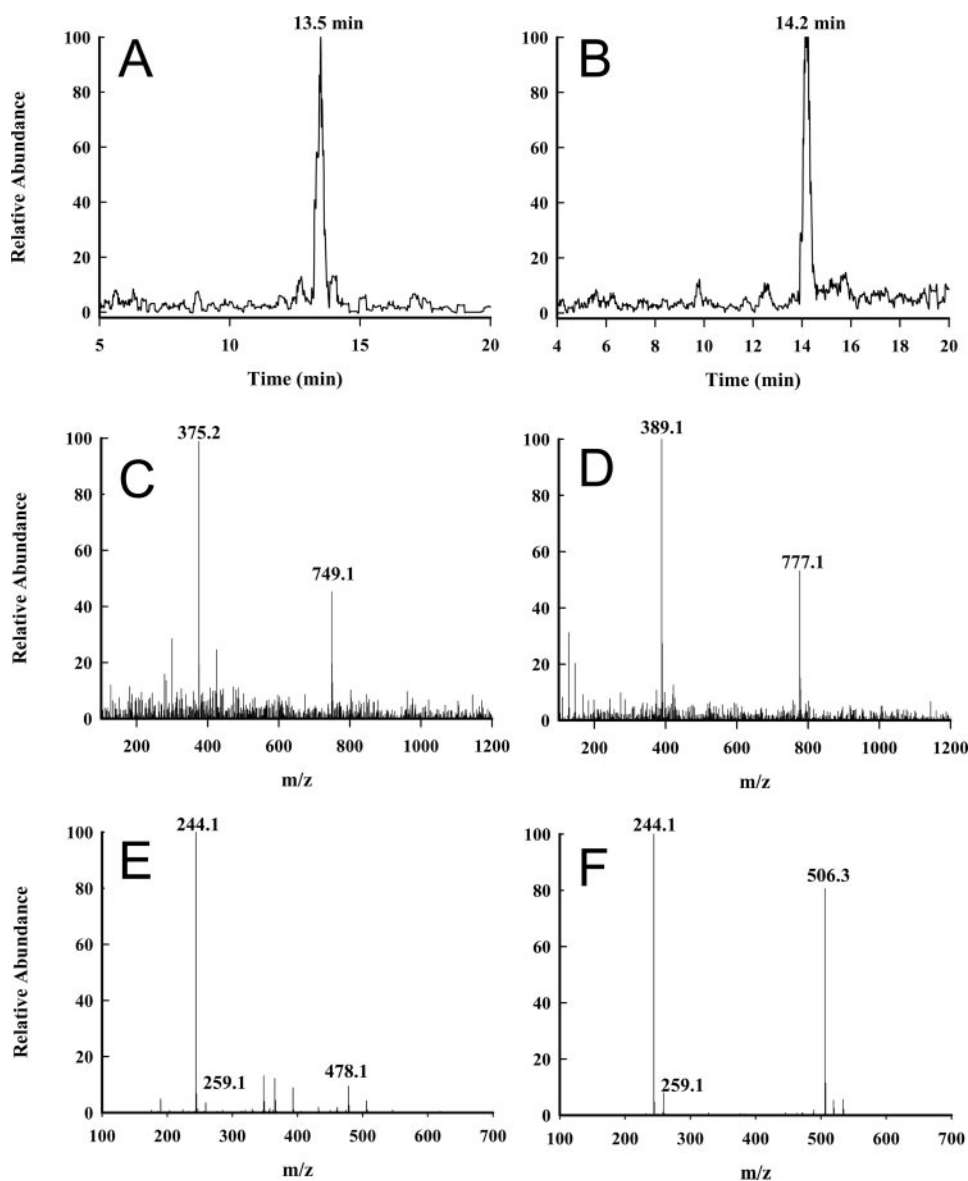 13.5 min
A
100
80
60
40
20
0
5 10 15 20
Time (min)
Relative Abundance
14.2 min
B
100
80
60
40
20
0
4 6 8 10 12 14 16 18 20
Time (min)
375.2
C
749.1
100
80
60
40
20
0
200 400 600 800 1000 1200
m/z
Relative Abundance
389.1
D
777.1
100
80
60
40
20
0
200 400 600 800 1000 1200
m/z
244.1
E
259.1
478.1
100
80
60
40
20
0
100 200 300 400 500 600 700
m/z
Relative Abundance
244.1
F
506.3
259.1
100
80
60
40
20
0
100 200 300 400 500 600 700
m/z